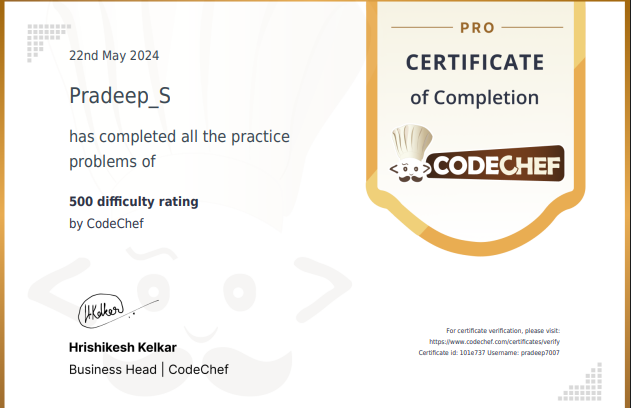 22nd May 2024
Pradeep_S
has completed all the practice
problems of
500 difficulty rating
by CodeChef
HKelkar
Hrishikesh Kelkar
Business Head | CodeChef
PRO
CERTIFICATE
of Completion
CODECHEF
For certificate verification, please visit:
https://www.codechef.com/certificates/verify
Certificate id: 101e737 Username: pradeep7007